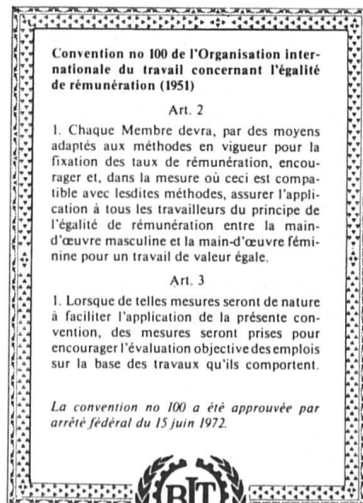 Convention no 100 de l'Organisation inter-
nationale du travail concernant l'égalité
de rémunération (1951)
Art. 2
1. Chaque Membre devra, par des moyens
adaptés aux méthodes en vigueur pour la
fixation des taux de rémunération, encou-
rager et, dans la mesure où ceci est compa-
tible avec lesdites méthodes, assurer l'appli-
cation à tous les travailleurs du principe de
l'égalité de rémunération entre la main-
d'œuvre masculine et la main-d'œuvre fémi-
nine pour un travail de valeur égale.
Art. 3
1. Lorsque de telles mesures seront de nature
à faciliter l'application de la présente con-
vention, des mesures seront prises pour
encourager l'évaluation objective des emplois
sur la base des travaux qu'ils comportent.
La convention no 100 a été approuvée par
arrêté fédéral du 15 juin 1972.
BIT